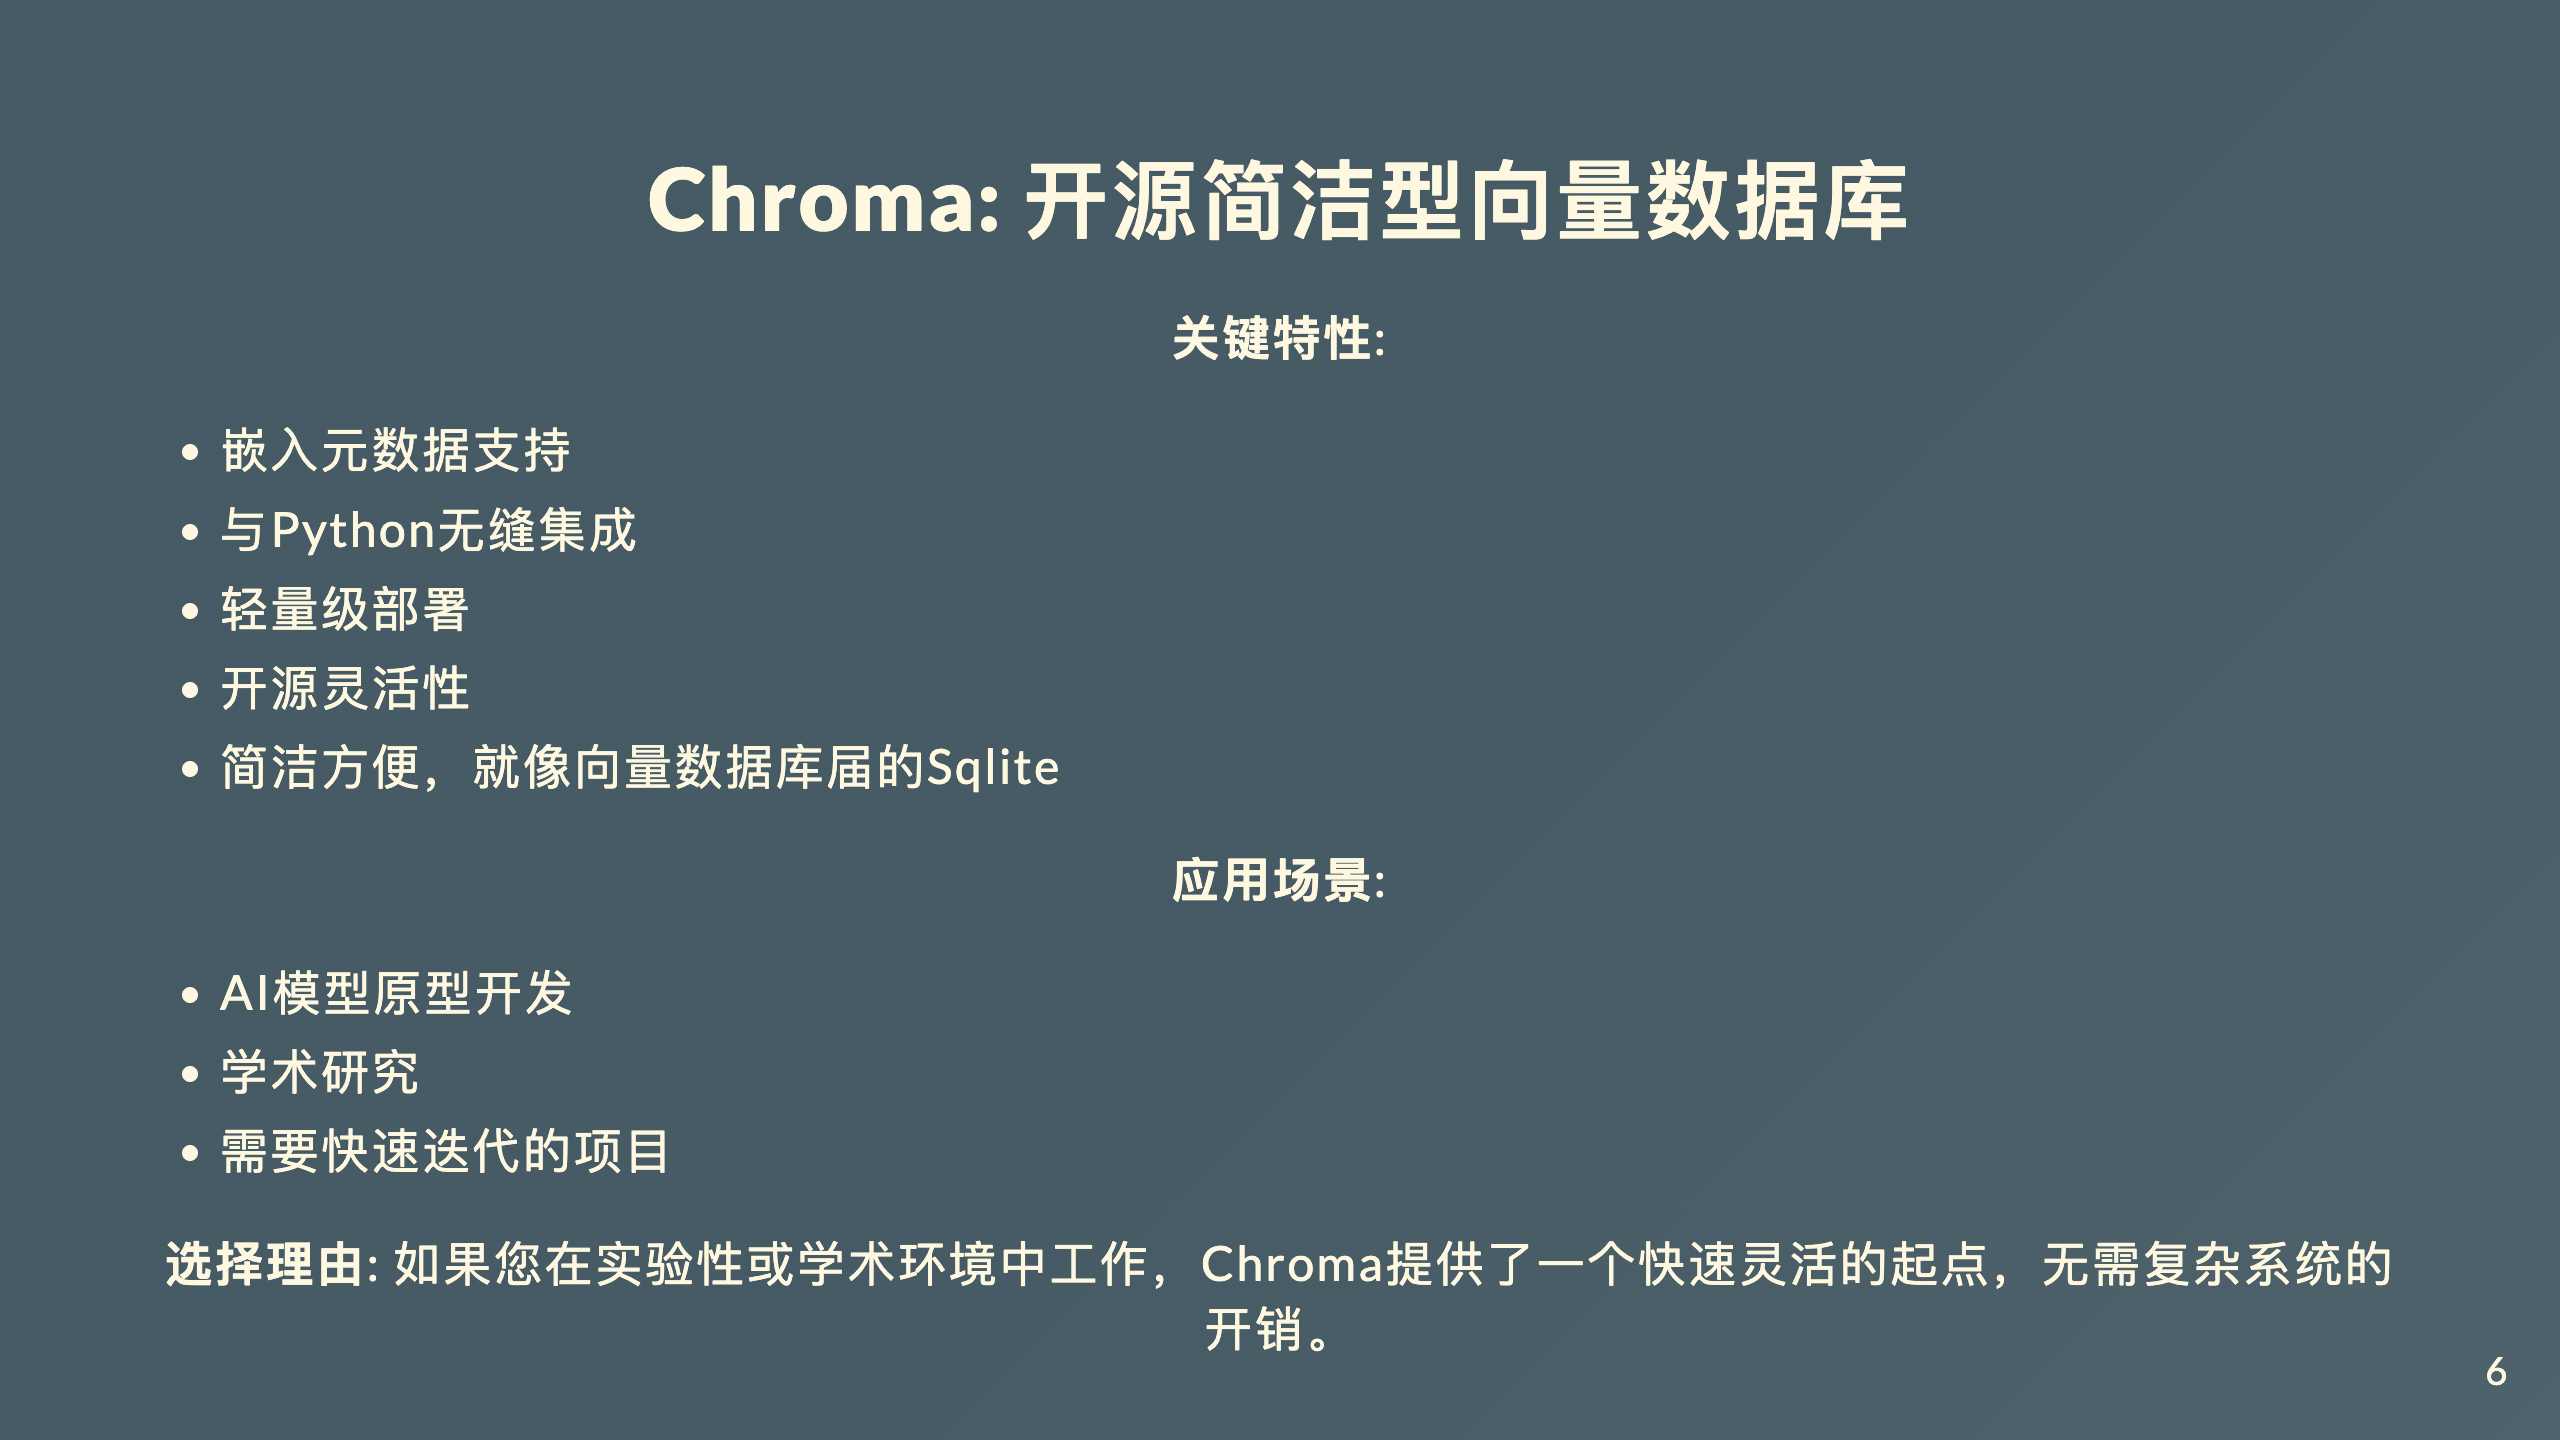 Chroma: 开源简洁型向量数据库
关键特性:
• 嵌入元数据支持
• 与Python无缝集成
• 轻量级部署
• 开源灵活性
• 简洁方便，就像向量数据库届的Sqlite
应用场景:
• AI模型原型开发
• 学术研究
• 需要快速迭代的项目
选择理由: 如果您在实验性或学术环境中工作，Chroma提供了一个快速灵活的起点，无需复杂系统的
开销。
6